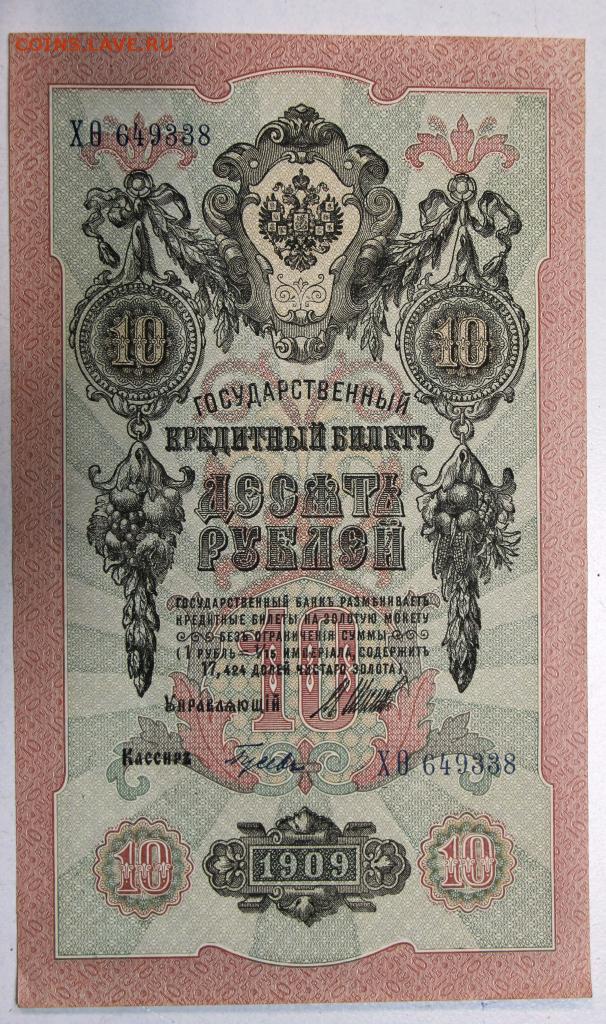 COINS.LAVE.RU
ХѲ 649338
10 10
ГОСУДАРСТВЕННЫЙ
КРЕДИТНЫЙ БИЛЕТЪ
ДЕСЯТЬ
РУБЛЕЙ
ГОСУДАРСТВЕННЫЙ БАНКЪ РАЗМѢНИВАЕТЪ
КРЕДИТНЫЕ БИЛЕТЫ НА ЗОЛОТУЮ МОНЕТУ
БЕЗЪ ОГРАНИЧЕНІЯ СУММЫ
(1 РУБЛЬ = 1/15 ИМПЕРІАЛА, СОДЕРЖИТЪ
17,424 ДОЛЕЙ ЧИСТАГО ЗОЛОТА).
10
Управляющій
Кассиръ
ХѲ 649338
10 1909 10